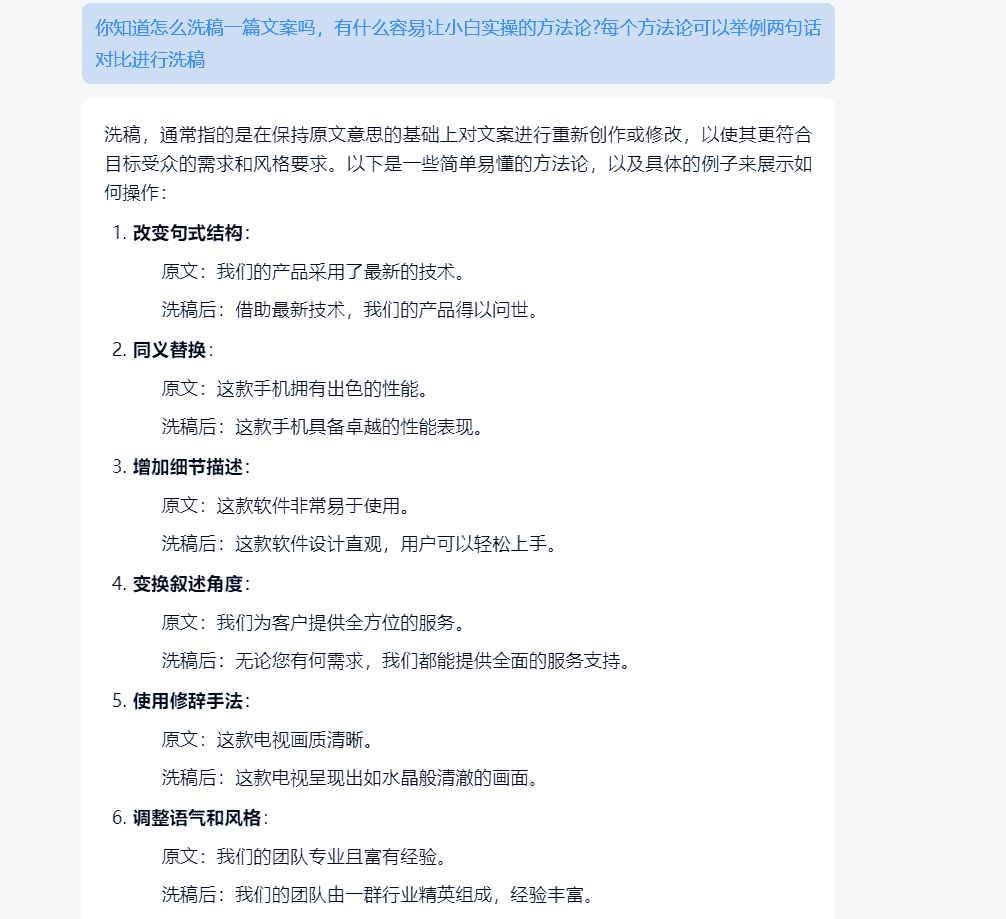 你知道怎么洗稿一篇文案吗，有什么容易让小白实操的方法论?每个方法论可以举例两句话
对比进行洗稿
洗稿，通常指的是在保持原文意思的基础上对文案进行重新创作或修改，以使其更符合
目标受众的需求和风格要求。以下是一些简单易懂的方法论，以及具体的例子来展示如
何操作：
1. 改变句式结构：
原文：我们的产品采用了最新的技术。
洗稿后：借助最新技术，我们的产品得以问世。
2. 同义替换：
原文：这款手机拥有出色的性能。
洗稿后：这款手机具备卓越的性能表现。
3. 增加细节描述：
原文：这款软件非常易于使用。
洗稿后：这款软件设计直观，用户可以轻松上手。
4. 变换叙述角度：
原文：我们为客户提供全方位的服务。
洗稿后：无论您有何需求，我们都能提供全面的服务支持。
5. 使用修辞手法：
原文：这款电视画质清晰。
洗稿后：这款电视呈现出如水晶般清澈的画面。
6. 调整语气和风格：
原文：我们的团队专业且富有经验。
洗稿后：我们的团队由一群行业精英组成，经验丰富。